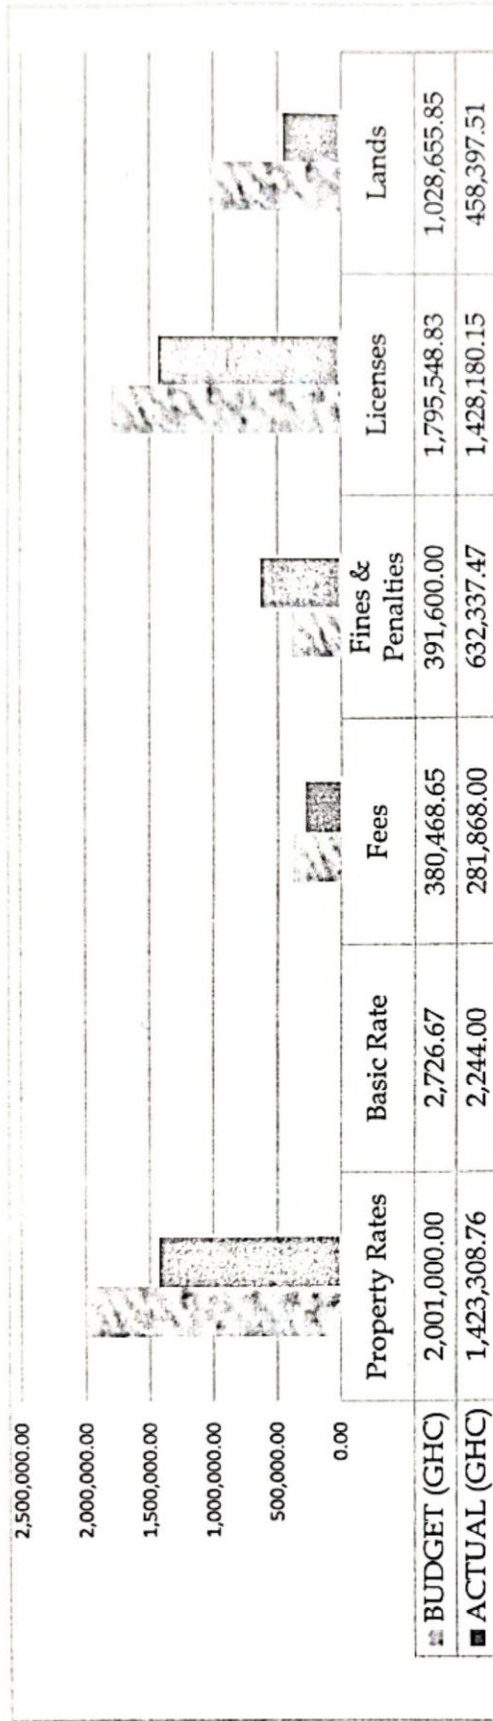 2,500,000.00
2,000,000.00
1,500,000.00
1,000,000.00
500,000.00
0.00
Property Rates Basic Rate Fees Fines & Penalties Licenses Lands
BUDGET (GHC) 2,001,000.00 2,726.67 380,468.65 391,600.00 1,795,548.83 1,028,655.85
ACTUAL (GHC) 1,423,308.76 2,244.00 281,868.00 632,337.47 1,428,180.15 458,397.51